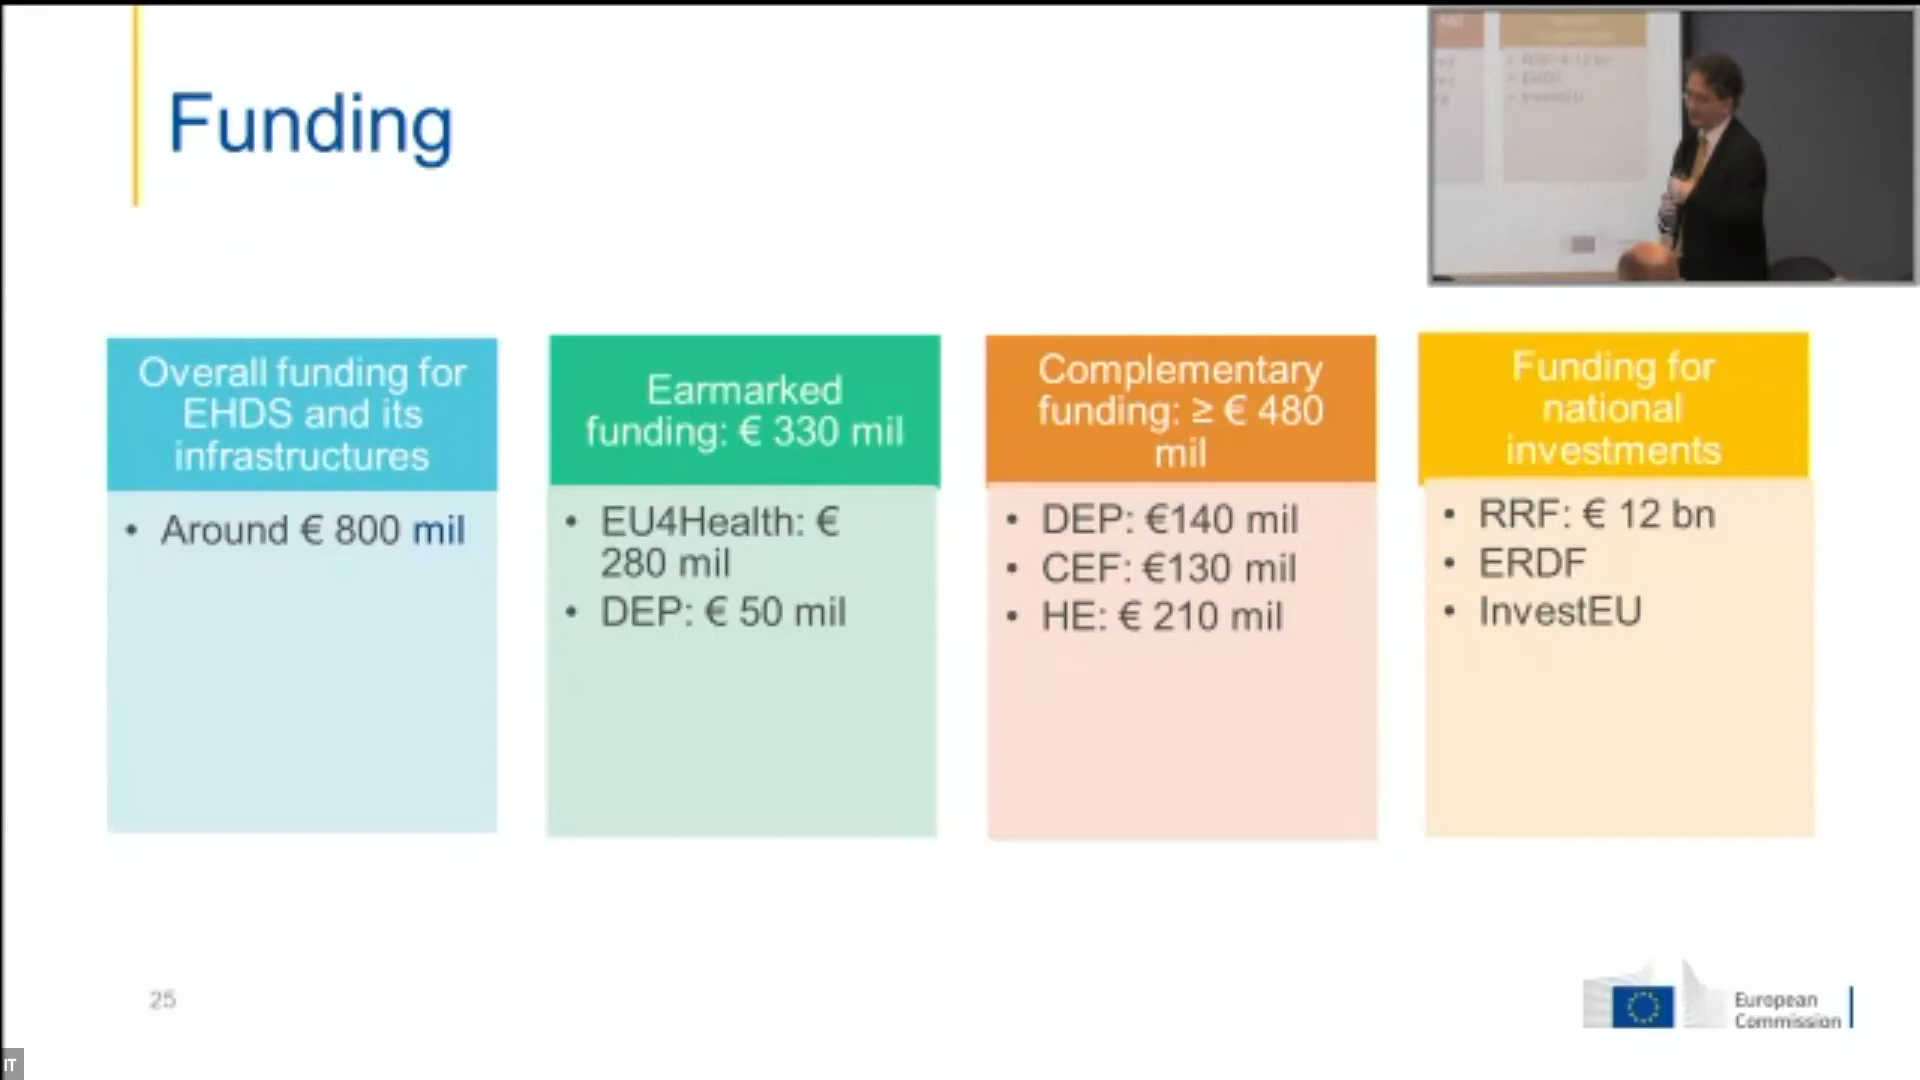 Funding
Overall funding for
EHDS and its
infrastructures
• Around € 800 mil
Earmarked
funding: € 330 mil
• EU4Health: €
280 mil
• DEP: € 50 mil
Complementary
funding: ≥ € 480
mil
• DEP: €140 mil
• CEF: €130 mil
• HE: € 210 mil
Funding for
national
investments
• RRF: € 12 bn
• ERDF
• InvestEU
25
European
Commission
IT